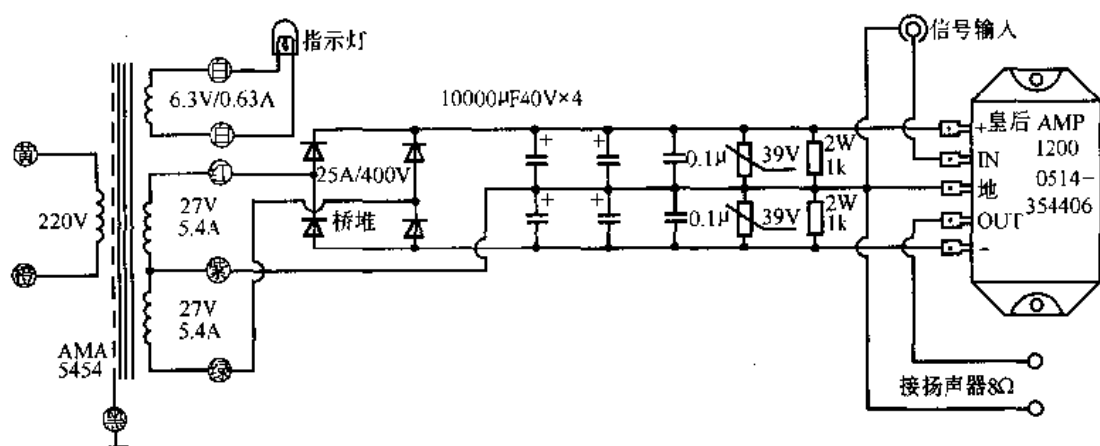 信号输入
指示灯
白
6.3V/0.63A
白
10000μF40V×4
黄
220V
橙
红
27V
5.4A
紫
27V
5.4A
绿
AMA
5454
黑
25A/400V
桥堆
+
+
+
+
0.1μ
0.1μ
39V
39V
2W
1k
2W
1k
+
IN
地
OUT
-
皇后 AMP
1200
0514-
354406
接扬声器8Ω